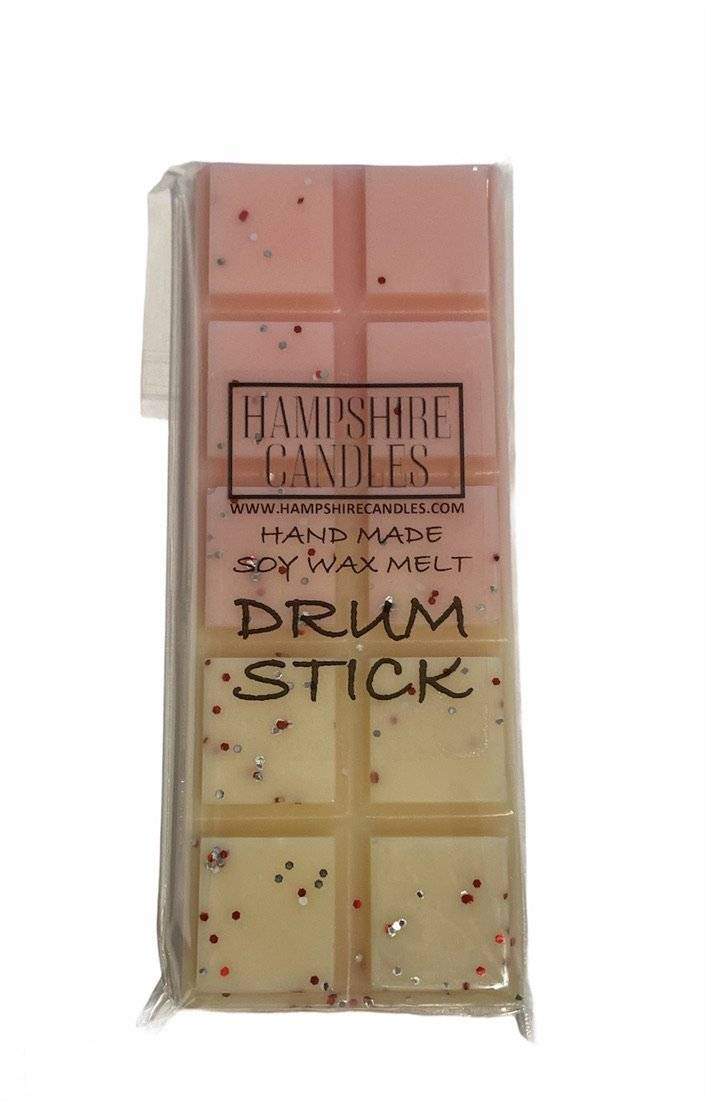 HAMPSHIRE
CANDLES
WWW.HAMPSHIRECANDLES.COM
HAND MADE
SOY WAX MELT
DRUM
STICK